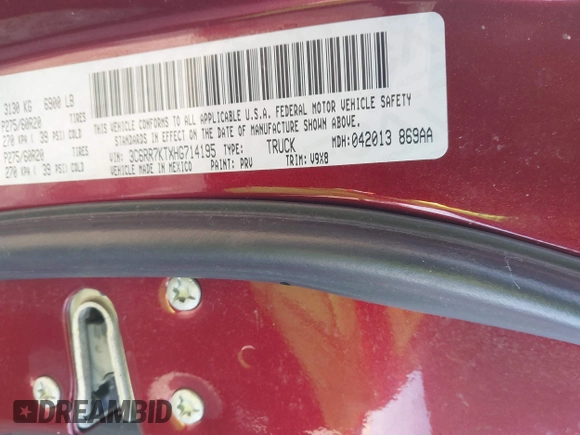 3130 KG 6900 LB
P275/60R20 TIRES
270 KPA ( 39 PSI) COLD
P275/60R20 TIRES
270 KPA ( 39 PSI) COLD
THIS VEHICLE CONFORMS TO ALL APPLICABLE U.S.A. FEDERAL MOTOR VEHICLE SAFETY
STANDARDS IN EFFECT ON THE DATE OF MANUFACTURE SHOWN ABOVE.
VIN: 3C6RR7KTXHG714195 TYPE: TRUCK MDH: 042013 869AA
VEHICLE MADE IN MEXICO PAINT: PRV TRIM: V9X8
DREAMBID